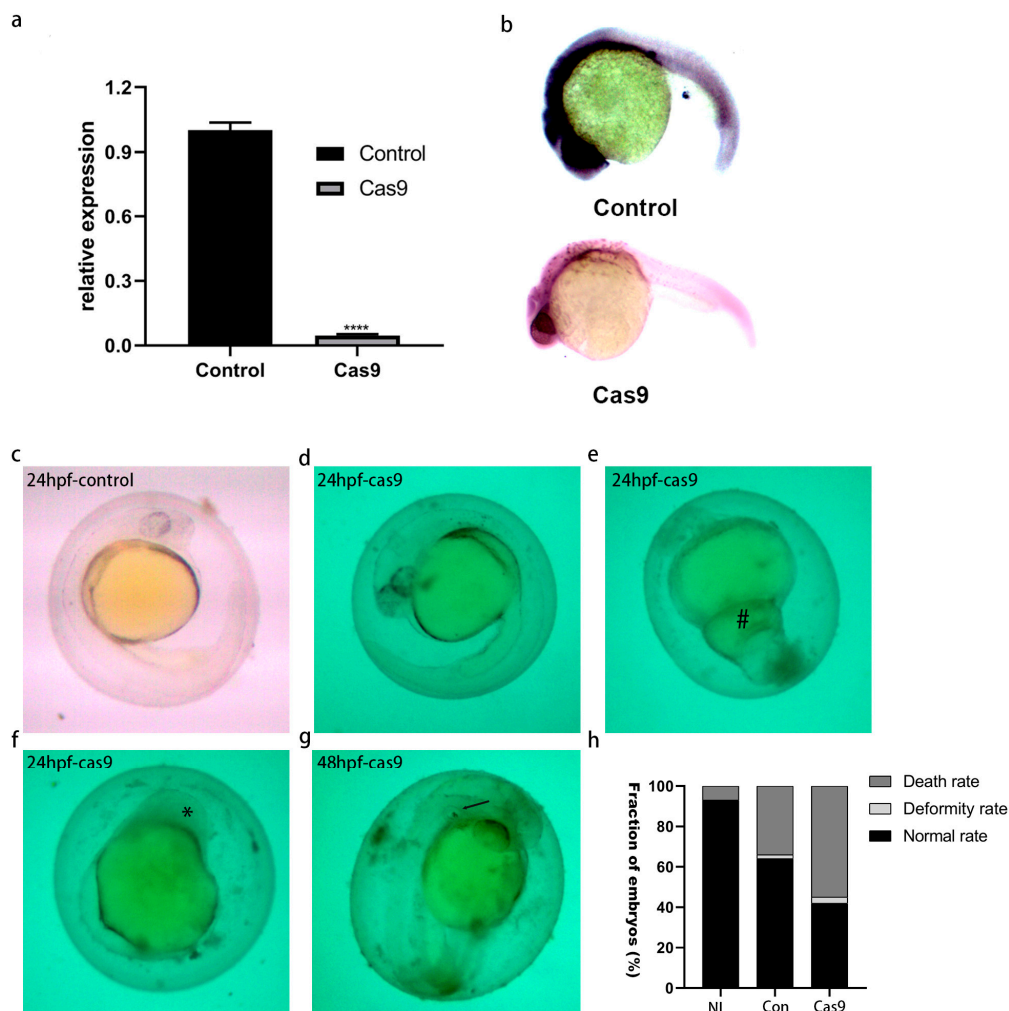 a
b
1.2
0.9
0.6
0.3
0.0
relative expression
Control
Cas9
****
Control
Cas9
Control
Cas9
c
24hpf-control
d
24hpf-cas9
e
24hpf-cas9
#
f
24hpf-cas9
*
g
48hpf-cas9
h
100
80
60
40
20
0
Fraction of embryos (%)
Death rate
Deformity rate
Normal rate
Con
Cas9